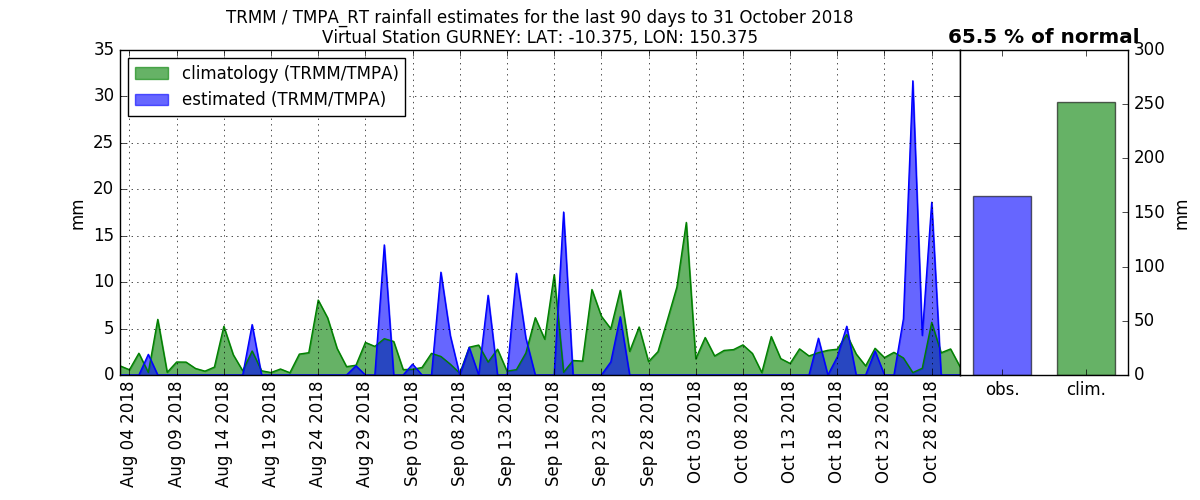 TRMM / TMPA_RT rainfall estimates for the last 90 days to 31 October 2018
Virtual Station GURNEY: LAT: -10.375, LON: 150.375
65.5 % of normal
climatology (TRMM/TMPA)
estimated (TRMM/TMPA)
35
30
25
20
15
10
5
0
mm
Aug 04 2018
Aug 09 2018
Aug 14 2018
Aug 19 2018
Aug 24 2018
Aug 29 2018
Sep 03 2018
Sep 08 2018
Sep 13 2018
Sep 18 2018
Sep 23 2018
Sep 28 2018
Oct 03 2018
Oct 08 2018
Oct 13 2018
Oct 18 2018
Oct 23 2018
Oct 28 2018
obs.
clim.
300
250
200
150
100
50
0
mm